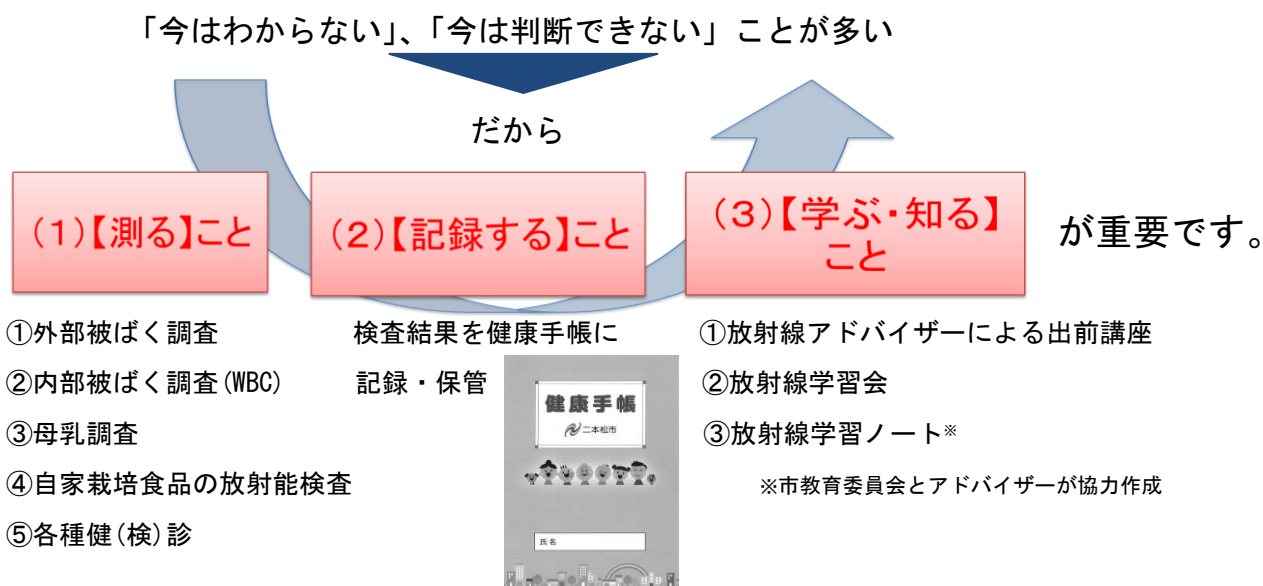 「今はわからない」、「今は判断できない」ことが多い
だから
(1)【測る】こと
(2)【記録する】こと
(3)【学ぶ・知る】
こと
が重要です。
①外部被ばく調査
②内部被ばく調査(WBC)
③母乳調査
④自家栽培食品の放射能検査
⑤各種健(検)診
検査結果を健康手帳に
記録・保管
健康手帳
二本松市
氏名
①放射線アドバイザーによる出前講座
②放射線学習会
③放射線学習ノート※
※市教育委員会とアドバイザーが協力作成